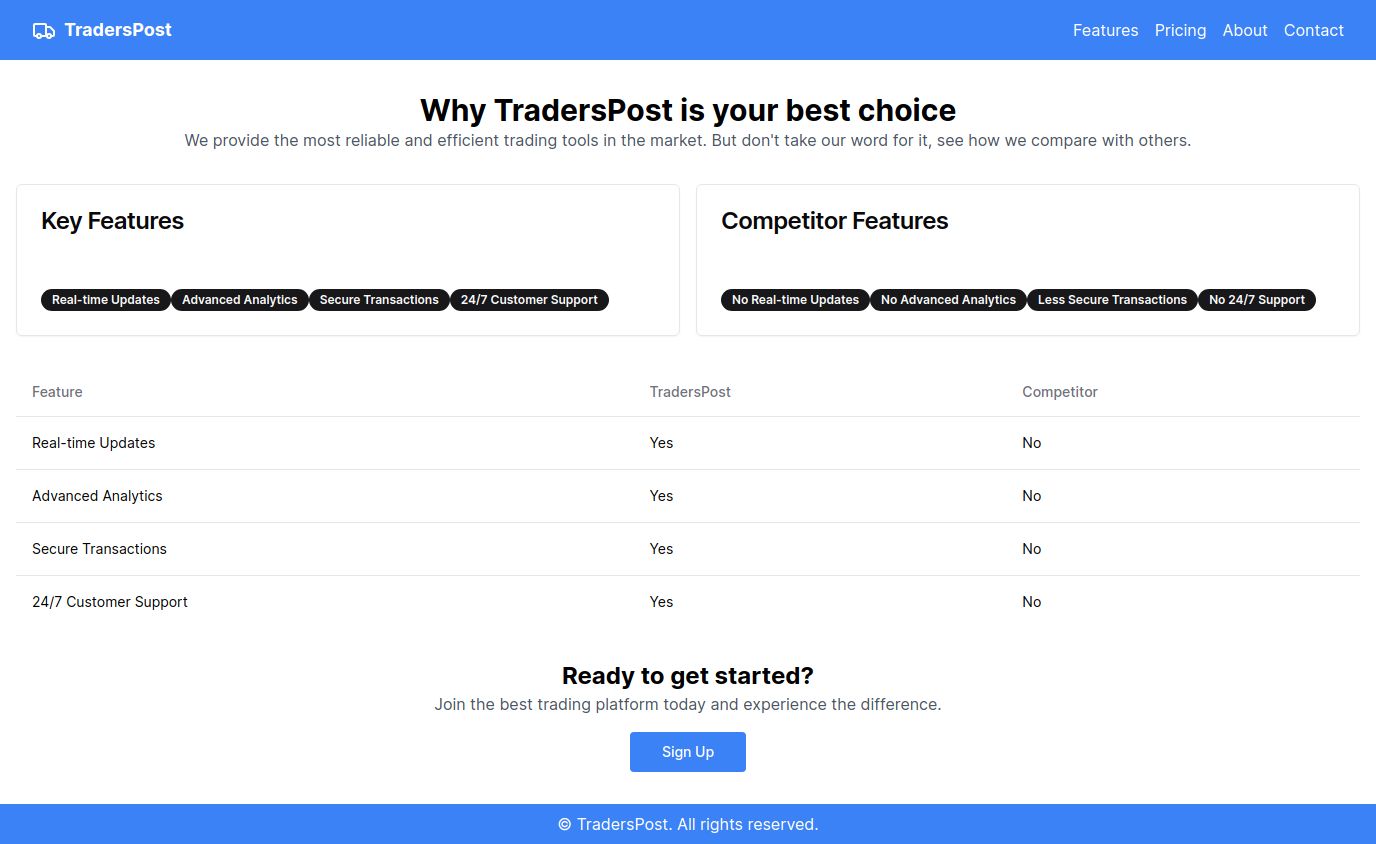 TradersPost
Features Pricing About Contact
Why TradersPost is your best choice
We provide the most reliable and efficient trading tools in the market. But don't take our word for it, see how we compare with others.
Key Features
Real-time Updates Advanced Analytics Secure Transactions 24/7 Customer Support
Competitor Features
No Real-time Updates No Advanced Analytics Less Secure Transactions No 24/7 Support
Feature TradersPost Competitor
Real-time Updates Yes No
Advanced Analytics Yes No
Secure Transactions Yes No
24/7 Customer Support Yes No
Ready to get started?
Join the best trading platform today and experience the difference.
Sign Up
© TradersPost. All rights reserved.